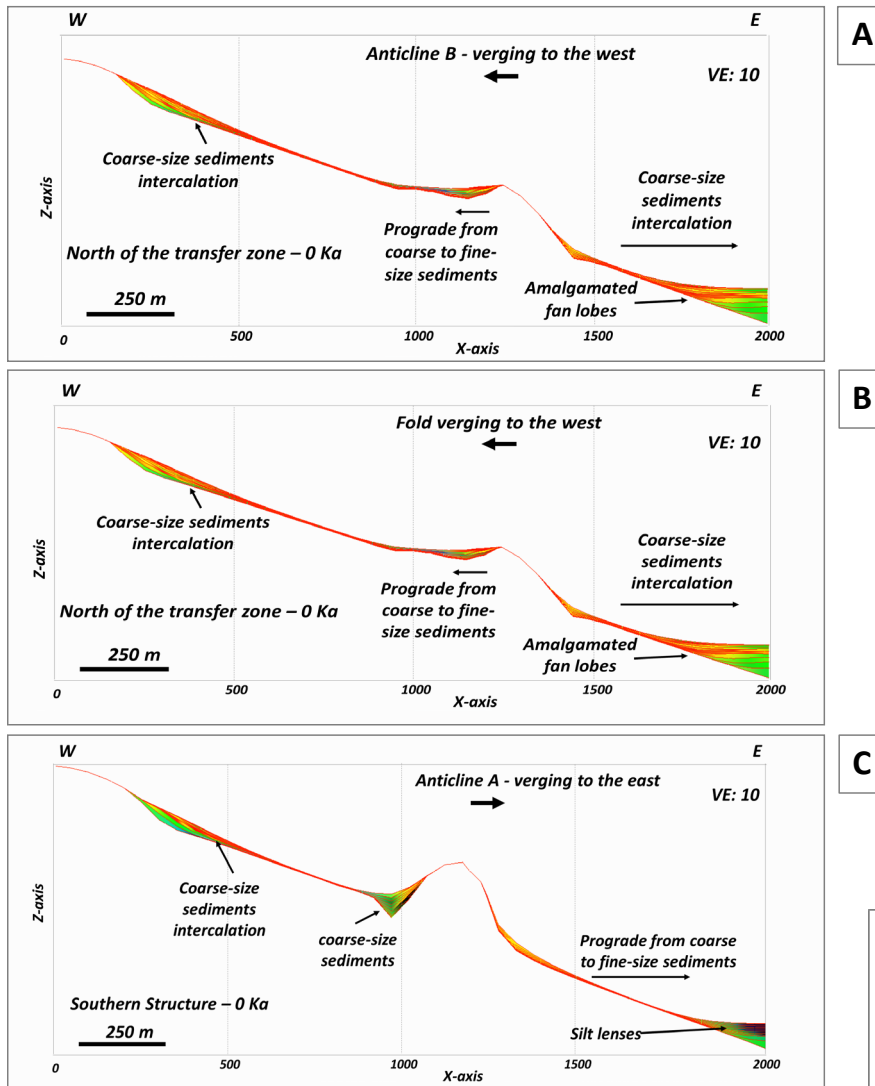 W
E
A
Anticline B - verging to the west
VE: 10
Coarse-size sediments
intercalation
Coarse-size
sediments
intercalation
Z-axis
Prograde from
coarse to fine-
size sediments
North of the transfer zone – 0 Ka
Amalgamated
fan lobes
250 m
0
500
1000
1500
2000
X-axis
W
E
B
Fold verging to the west
VE: 10
Coarse-size sediments
intercalation
Coarse-size
sediments
intercalation
Z-axis
Prograde from
coarse to fine-
size sediments
North of the transfer zone – 0 Ka
Amalgamated
fan lobes
250 m
0
500
1000
1500
2000
X-axis
W
E
C
Anticline A - verging to the east
VE: 10
Coarse-size
sediments
intercalation
Z-axis
coarse-size
sediments
Prograde from coarse
to fine-size sediments
Southern Structure – 0 Ka
Silt lenses
250 m
0
500
1000
1500
2000
X-axis